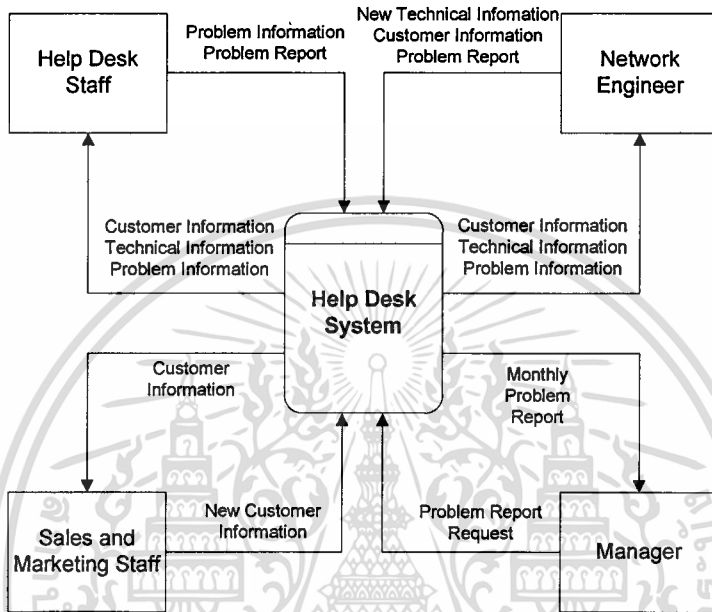 Help Desk
Staff
Problem Information
Problem Report
New Technical Infomation
Customer Information
Problem Report
Network
Engineer
Customer Information
Technical Information
Problem Information
Customer Information
Technical Information
Problem Information
Help Desk
System
Customer
Information
Monthly
Problem
Report
Sales and
Marketing Staff
New Customer
Information
Problem Report
Request
Manager